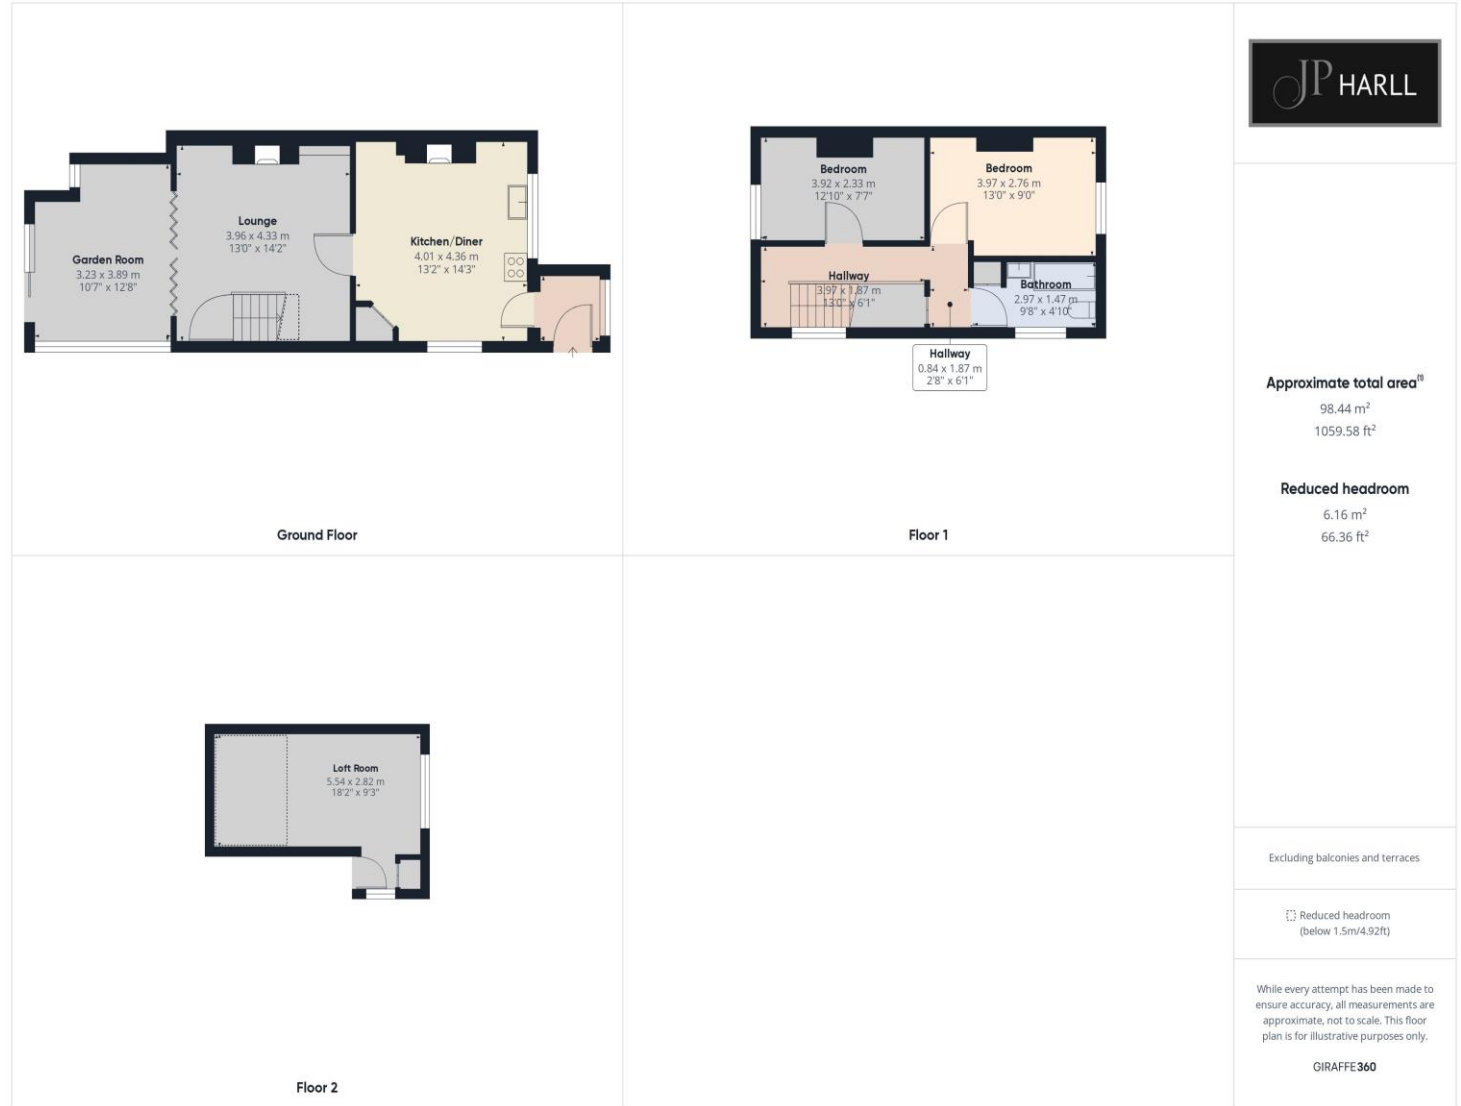 Garden Room
3.23 x 3.89 m
10'7" x 12'8"
Lounge
3.96 x 4.33 m
13'0" x 14'2"
Kitchen/Diner
4.01 x 4.36 m
13'2" x 14'3"
Ground Floor
Bedroom
3.92 x 2.33 m
12'10" x 7'7"
Bedroom
3.97 x 2.76 m
13'0" x 9'0"
Hallway
3.97 x 1.87 m
13'0" x 6'1"
Bathroom
2.97 x 1.47 m
9'8" x 4'10"
Hallway
0.84 x 1.87 m
2'8" x 6'1"
Floor 1
Loft Room
5.54 x 2.82 m
18'2" x 9'3"
Floor 2
JP HARLL
Approximate total area⁽¹⁾
98.44 m²
1059.58 ft²
Reduced headroom
6.16 m²
66.36 ft²
Excluding balconies and terraces
Reduced headroom
(below 1.5m/4.92ft)
While every attempt has been made to
ensure accuracy, all measurements are
approximate, not to scale. This floor
plan is for illustrative purposes only.
GIRAFFE360